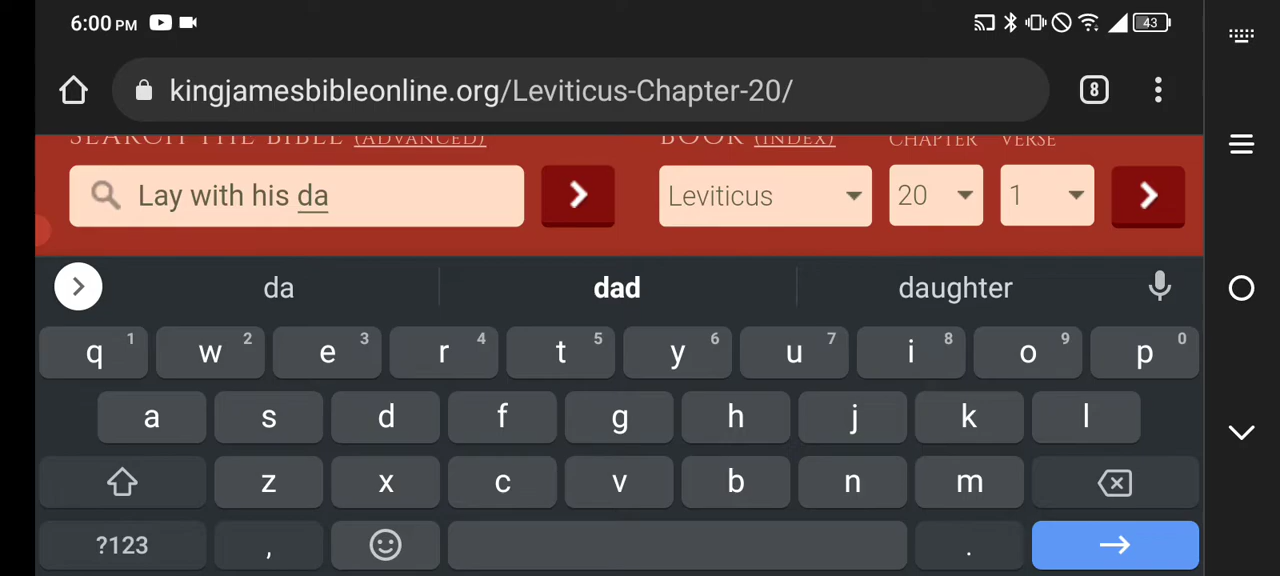 6:00 PM 43
kingjamesbibleonline.org/Leviticus-Chapter-20/ 8
SEARCH THE BIBLE (ADVANCED) BOOK (INDEX) CHAPTER VERSE
Lay with his da Leviticus 20 1
da dad daughter
q 1 w 2 e 3 r 4 t 5 y 6 u 7 i 8 o 9 p 0
a s d f g h j k l
z x c v b n m
?123 , .